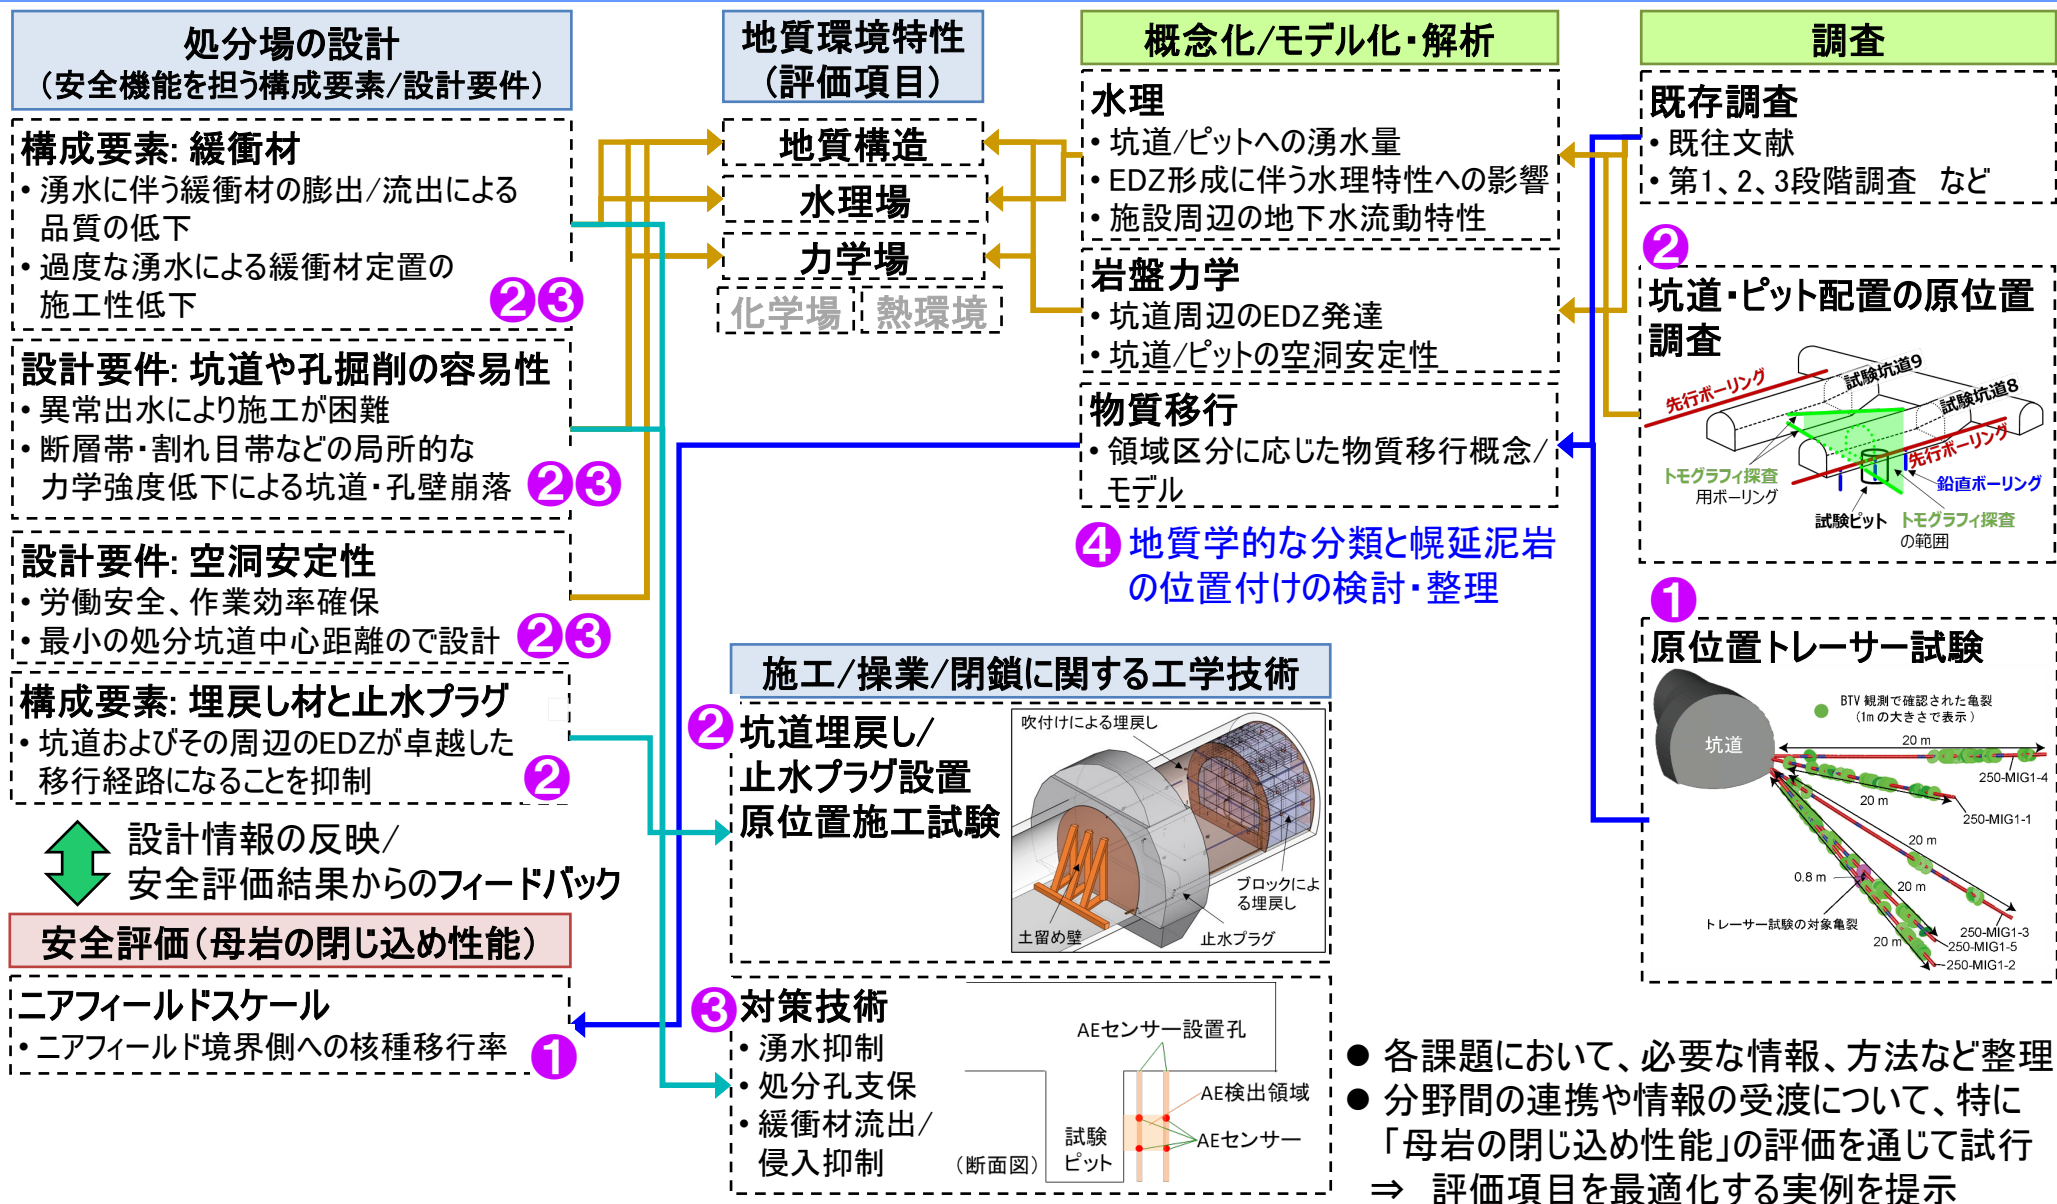 処分場の設計
（安全機能を担う構成要素/設計要件）
構成要素: 緩衝材
・湧水に伴う緩衝材の膨出/流出による
品質の低下
・過度な湧水による緩衝材定置の
施工性低下
❷❸
設計要件: 坑道や孔掘削の容易性
・異常出水により施工が困難
・断層帯・割れ目帯などの局所的な
力学強度低下による坑道・孔壁崩落
❷❸
設計要件: 空洞安定性
・労働安全、作業効率確保
・最小の処分坑道中心距離ので設計
❷❸
構成要素: 埋戻し材と止水プラグ
・坑道およびその周辺のEDZが卓越した
移行経路になることを抑制
❷
設計情報の反映/
安全評価結果からのフィードバック
安全評価（母岩の閉じ込め性能）
ニアフィールドスケール
・ニアフィールド境界側への核種移行率
❶
地質環境特性
（評価項目）
地質構造
水理場
力学場
化学場
熱環境
概念化/モデル化・解析
水理
・坑道/ピットへの湧水量
・EDZ形成に伴う水理特性への影響
・施設周辺の地下水流動特性
岩盤力学
・坑道周辺のEDZ発達
・坑道/ピットの空洞安定性
物質移行
・領域区分に応じた物質移行概念/
モデル
❹地質学的な分類と幌延泥岩
の位置付けの検討・整理
施工/操業/閉鎖に関する工学技術
❷坑道埋戻し/
止水プラグ設置
原位置施工試験
吹付けによる埋戻し
ブロックによ
る埋戻し
土留め壁
止水プラグ
❸対策技術
・湧水抑制
・処分孔支保
・緩衝材流出/
侵入抑制
（断面図）
AEセンサー設置孔
AE検出領域
AEセンサー
試験
ピット
調査
既存調査
・既往文献
・第1、2、3段階調査 など
❷
坑道・ピット配置の原位置
調査
先行ボーリング
試験坑道9
試験坑道8
先行ボーリング
トモグラフィ探査
用ボーリング
鉛直ボーリング
試験ピット
トモグラフィ探査
の範囲
❶
原位置トレーサー試験
BTV 観測で確認された亀裂
（1m の大きさで表示）
坑道
20 m
250-MIG1-4
20 m
250-MIG1-1
20 m
0.8 m
20 m
トレーサー試験の対象亀裂
250-MIG1-3
20 m
250-MIG1-5
250-MIG1-2
● 各課題において、必要な情報、方法など整理
● 分野間の連携や情報の受渡について、特に
「母岩の閉じ込め性能」の評価を通じて試行
⇒ 評価項目を最適化する実例を提示